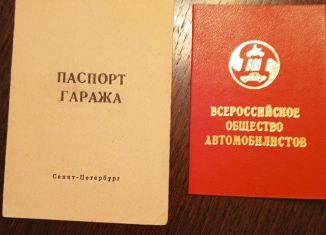 ПАСПОРТ
ГАРАЖА
Санкт-Петербург
ВСЕРОССИЙСКОЕ
ОБЩЕСТВО
АВТОМОБИЛИСТОВ